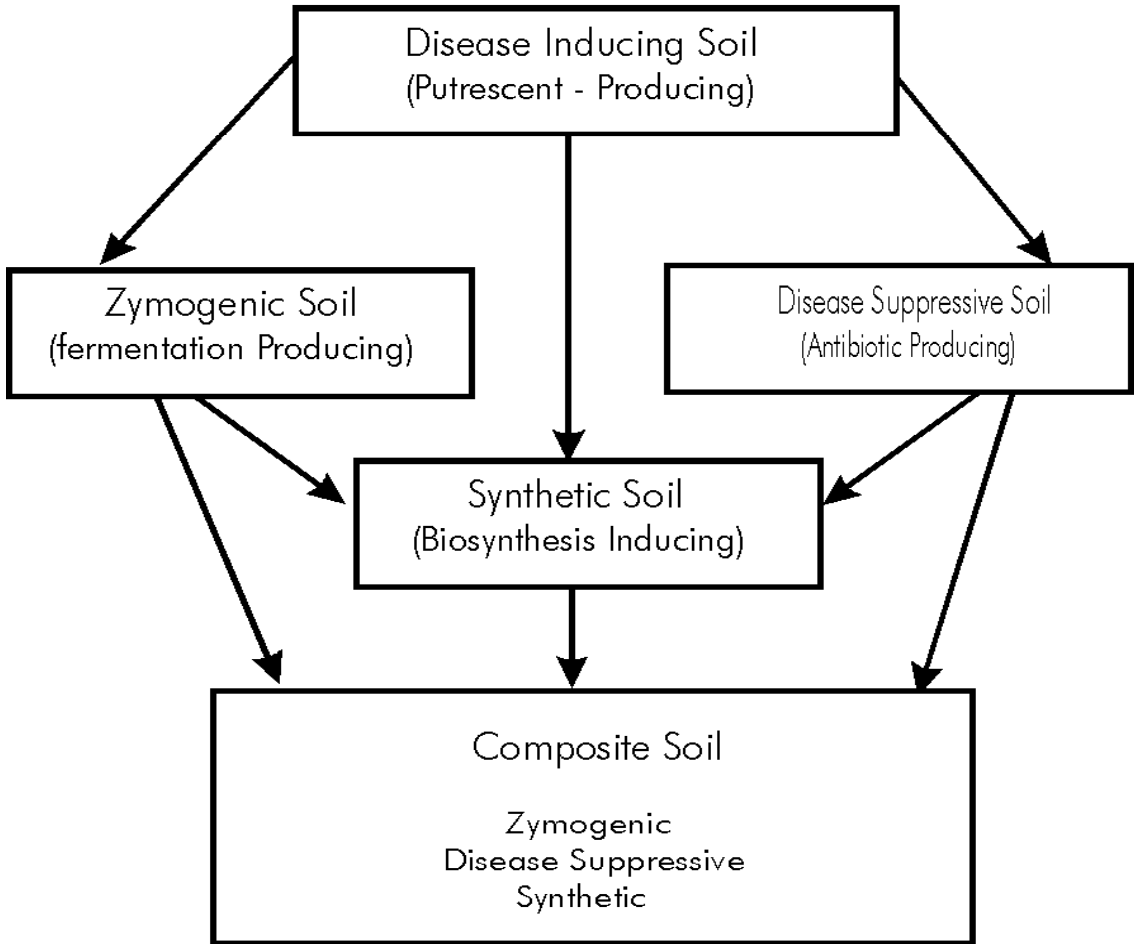 Disease Inducing Soil
(Putrescent - Producing)
Zymogenic Soil
(fermentation Producing)
Disease Suppressive Soil
(Antibiotic Producing)
Synthetic Soil
(Biosynthesis Inducing)
Composite Soil
Zymogenic
Disease Suppressive
Synthetic